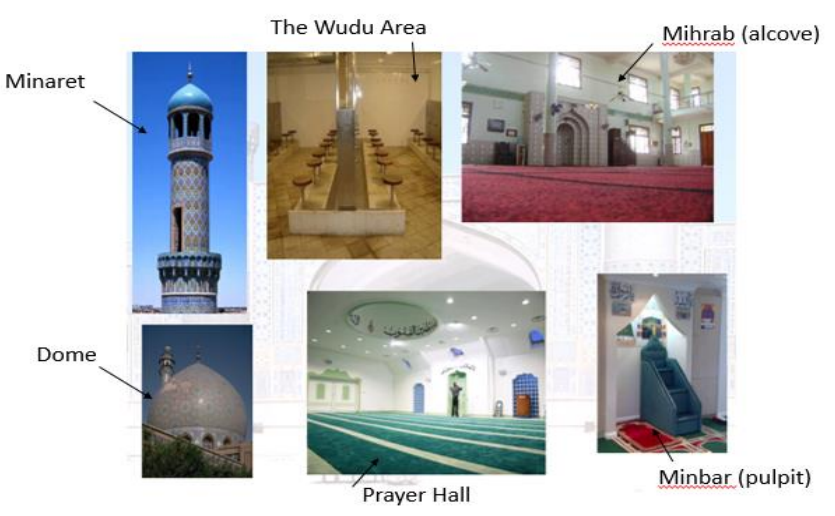 The Wudu Area
Mihrab (alcove)
Minaret
Dome
Minbar (pulpit)
Prayer Hall